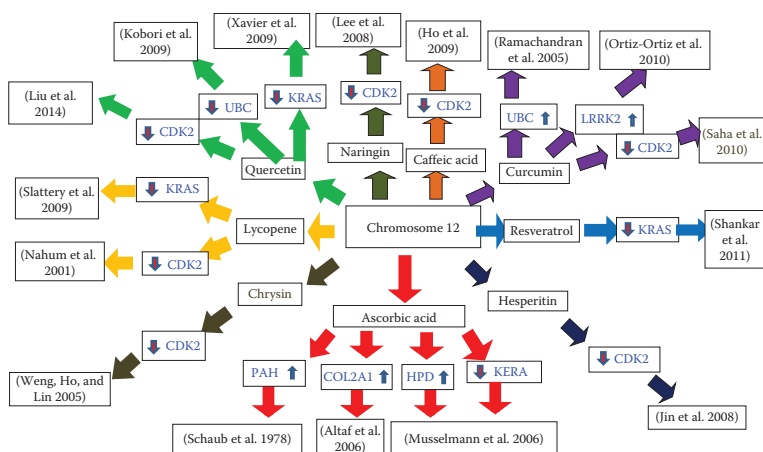 (Kobori et al.
2009)
(Xavier et al.
2009)
(Lee et al.
2008)
(Ho et al.
2009)
(Ramachandran
et al. 2005)
(Ortiz-Ortiz et al.
2010)
(Liu et al.
2014)
UBC
KRAS
CDK2
CDK2
UBC
LRRK2
CDK2
CDK2
(Saha et al.
2010)
Quercetin
Naringin
Caffeic acid
Curcumin
(Slattery et al.
2009)
KRAS
Lycopene
Chromosome 12
Resveratrol
KRAS
(Shankar
et al.
2011)
(Nahum et al.
2001)
CDK2
Chrysin
Hesperitin
Ascorbic acid
CDK2
CDK2
PAH
COL2A1
HPD
KERA
(Weng, Ho, and
Lin 2005)
(Jin et al. 2008)
(Schaub et al. 1978)
(Altaf et al.
2006)
(Musselmann et al. 2006)